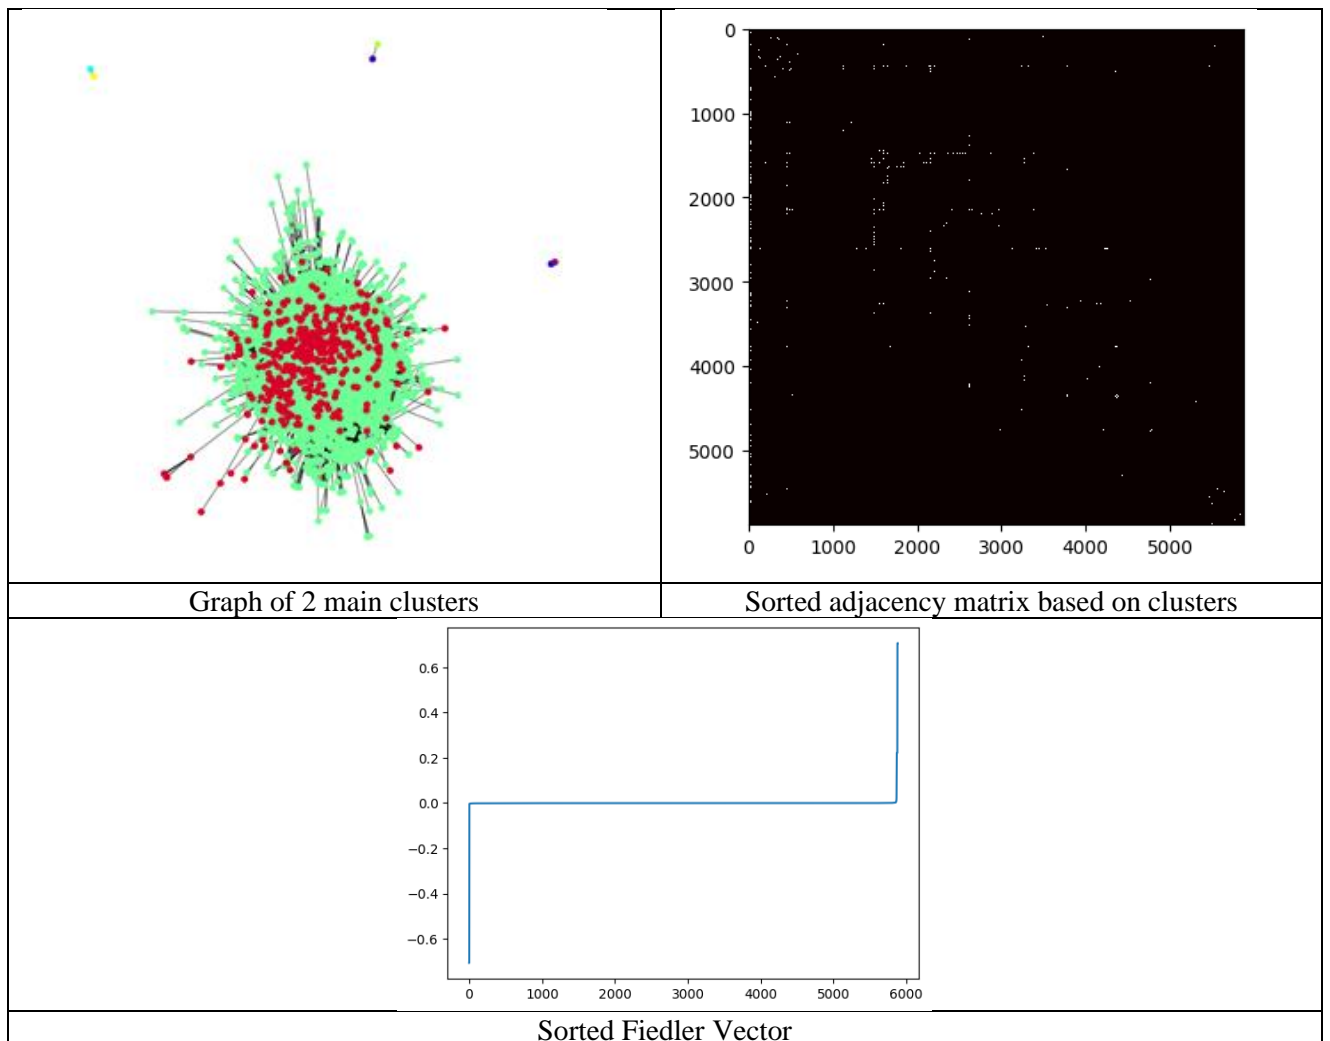 0
1000
2000
3000
4000
5000
0 1000 2000 3000 4000 5000
Graph of 2 main clusters
Sorted adjacency matrix based on clusters
0.6
0.4
0.2
0.0
−0.2
−0.4
−0.6
0 1000 2000 3000 4000 5000 6000
Sorted Fiedler Vector